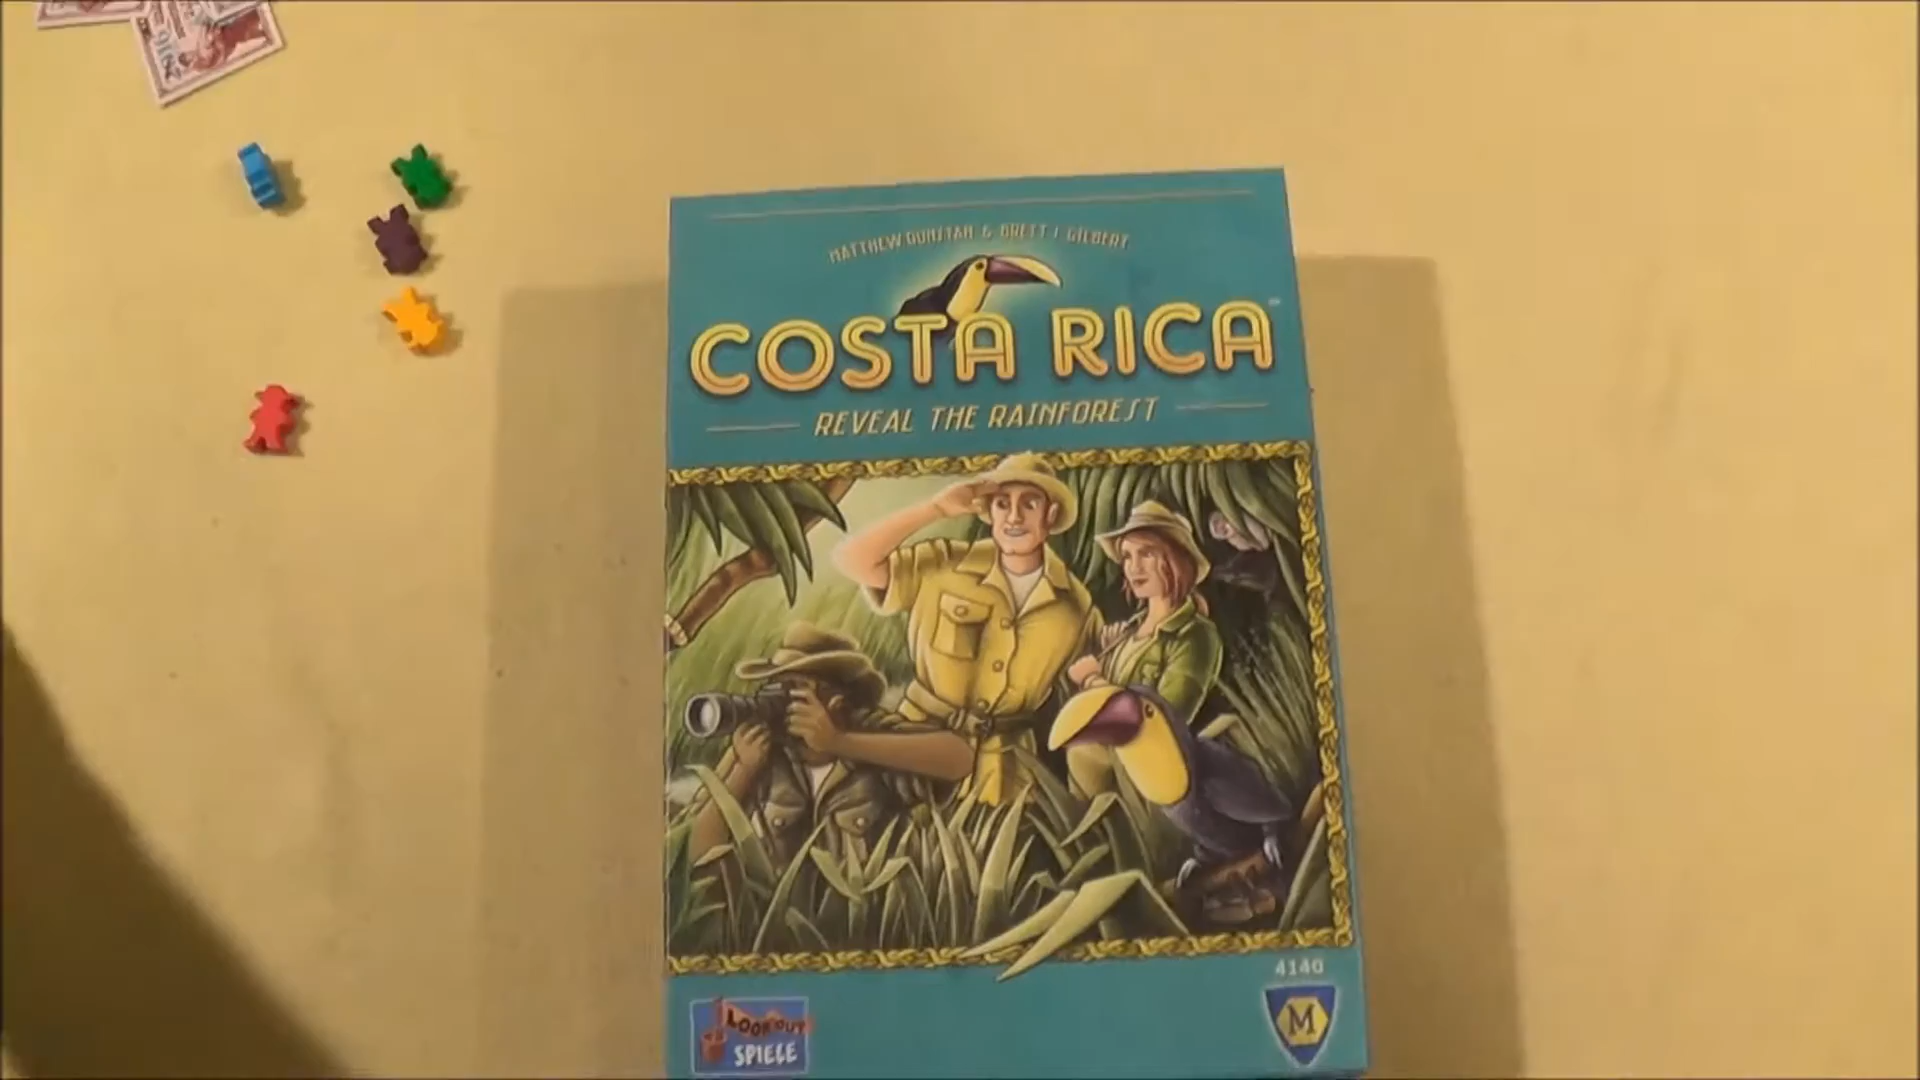 MATTHEW DUNSTAN & BRETT J GILBERT
COSTA RICA
REVEAL THE RAINFOREST
4140
LOOKOUT
SPIELE
M